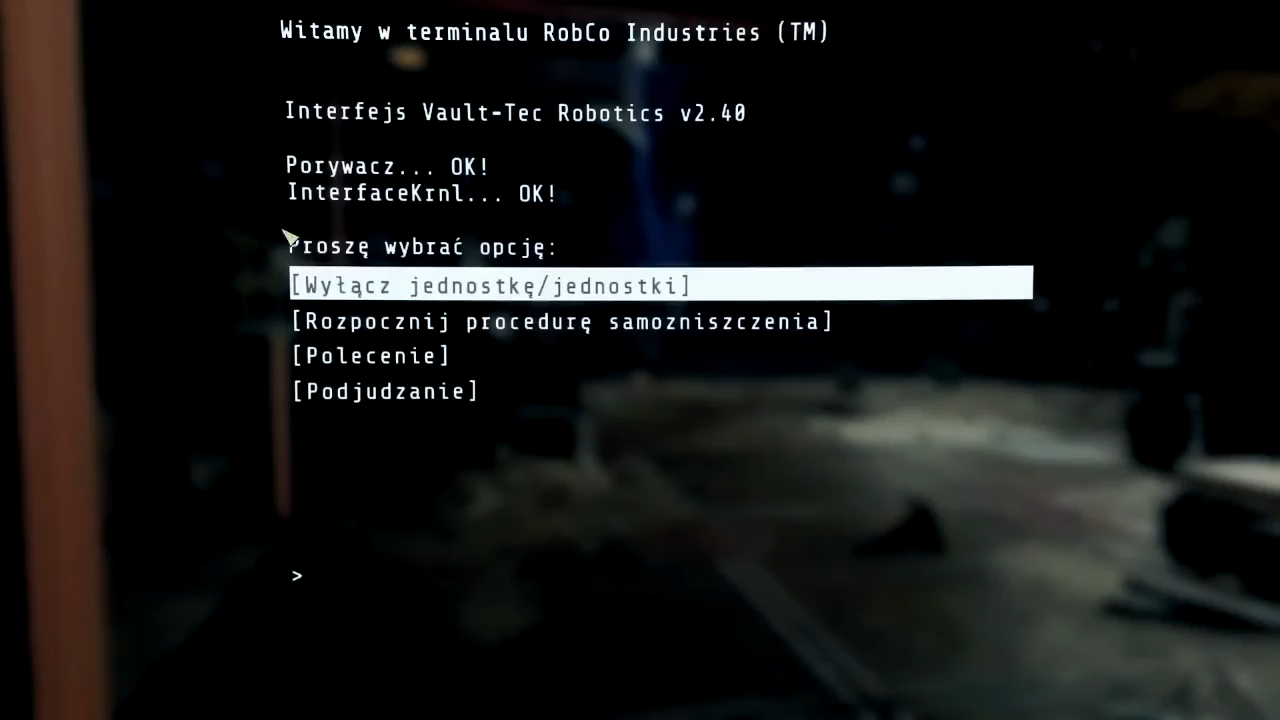 Witamy w terminalu RobCo Industries (TM)
Interfejs Vault-Tec Robotics v2.40
Porywacz... OK!
InterfaceKrnl... OK!
Proszę wybrać opcję:
[Wyłącz jednostkę/jednostki]
[Rozpocznij procedurę samozniszczenia]
[Polecenie]
[Podjudzanie]
>